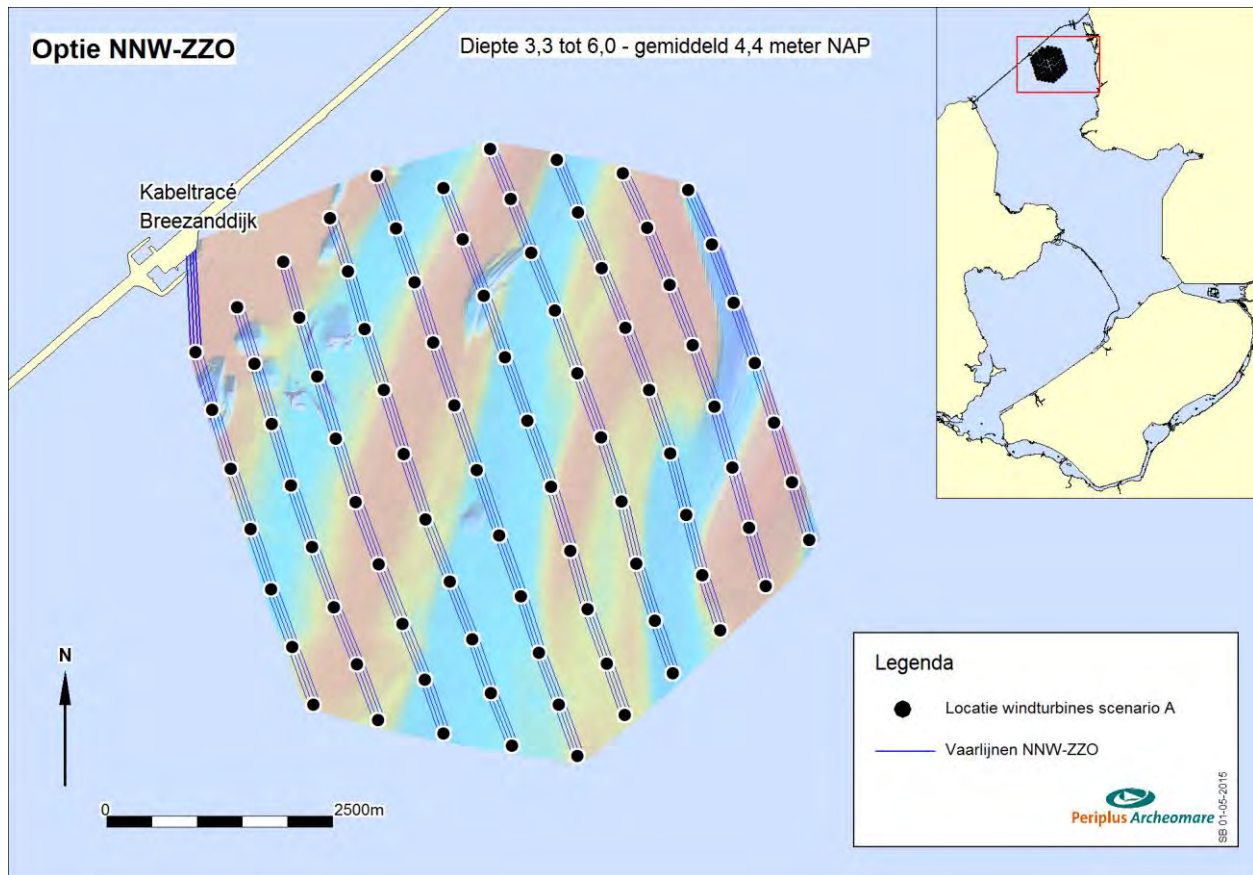 Optie NNW-ZZO
Diepte 3,3 tot 6,0 - gemiddeld 4,4 meter NAP
Kabeltracé
Breezanddijk
N
0 2500m
Legenda
Locatie windturbines scenario A
Vaarlijnen NNW-ZZO
Periplus Archeomare
SB 01-05-2015